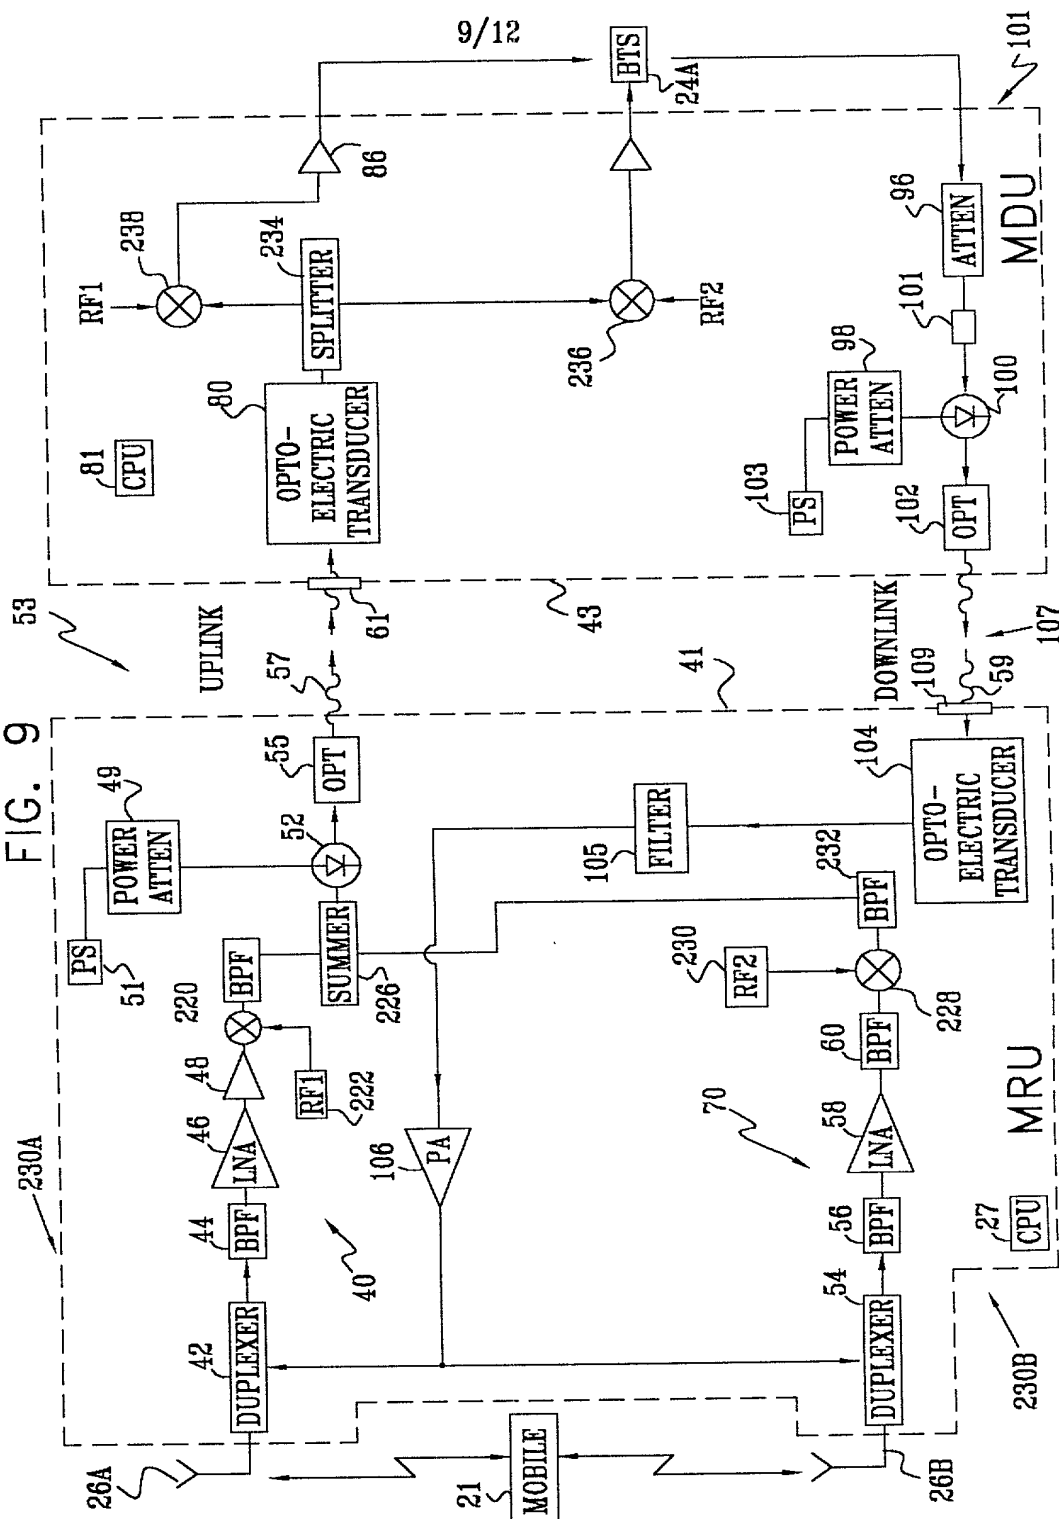 FIG. 9
230A
26A
42
DUPLEXER
44
BPF
46
LNA
48
220
BPF
RF1
222
PS
51
49
POWER
ATTEN
52
SUMMER
226
55
OPT
57
UPLINK
53
61
81
CPU
80
OPTO-
ELECTRIC
TRANSDUCER
234
SPLITTER
RF1
238
86
9/12
BTS
24A
236
RF2
40
106
PA
105
FILTER
41
43
21
MOBILE
26B
54
DUPLEXER
56
BPF
70
58
LNA
60
BPF
228
230
RF2
232
BPF
104
OPTO-
ELECTRIC
TRANSDUCER
109
59
DOWNLINK
107
102
OPT
103
PS
98
POWER
ATTEN
100
101
96
ATTEN
MDU
101
27
CPU
MRU
230B